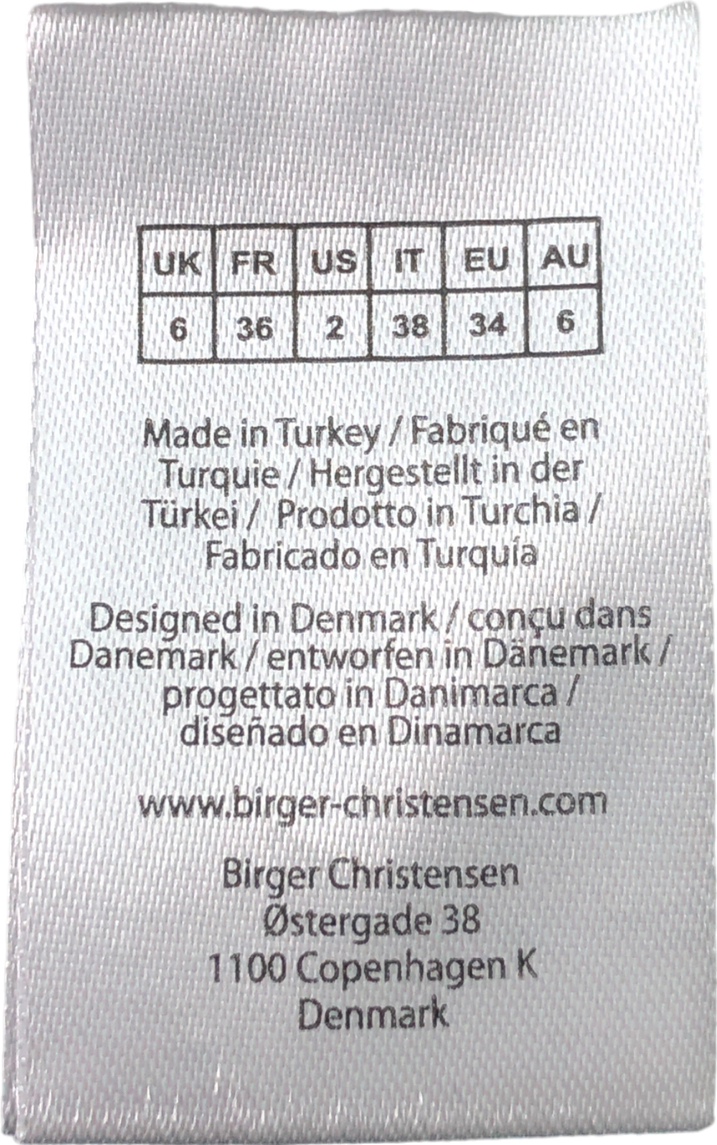 UK FR US IT EU AU
6 36 2 38 34 6
Made in Turkey / Fabriqué en
Turquie / Hergestellt in der
Türkei / Prodotto in Turchia /
Fabricado en Turquía
Designed in Denmark / conçu dans
Danemark / entworfen in Dänemark /
progettato in Danimarca /
diseñado en Dinamarca
www.birger-christensen.com
Birger Christensen
Østergade 38
1100 Copenhagen K
Denmark